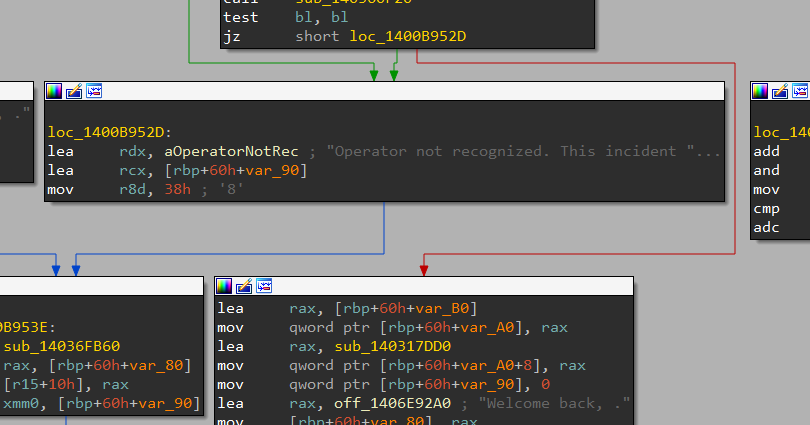 call sub_140360F20
test bl, bl
jz short loc_1400B952D
, ."
loc_1400B952D:
lea rdx, aOperatorNotRec ; "Operator not recognized. This incident "...
lea rcx, [rbp+60h+var_90]
mov r8d, 38h ; '8'
loc_14
add
and
mov
cmp
adc
0B953E:
sub_14036FB60
rax, [rbp+60h+var_80]
[r15+10h], rax
xmm0, [rbp+60h+var_90]
lea rax, [rbp+60h+var_B0]
mov qword ptr [rbp+60h+var_A0], rax
lea rax, sub_140317DD0
mov qword ptr [rbp+60h+var_A0+8], rax
mov qword ptr [rbp+60h+var_90], 0
lea rax, off_1406E92A0 ; "Welcome back, ."
mov [rbp+60h+var_80], rax